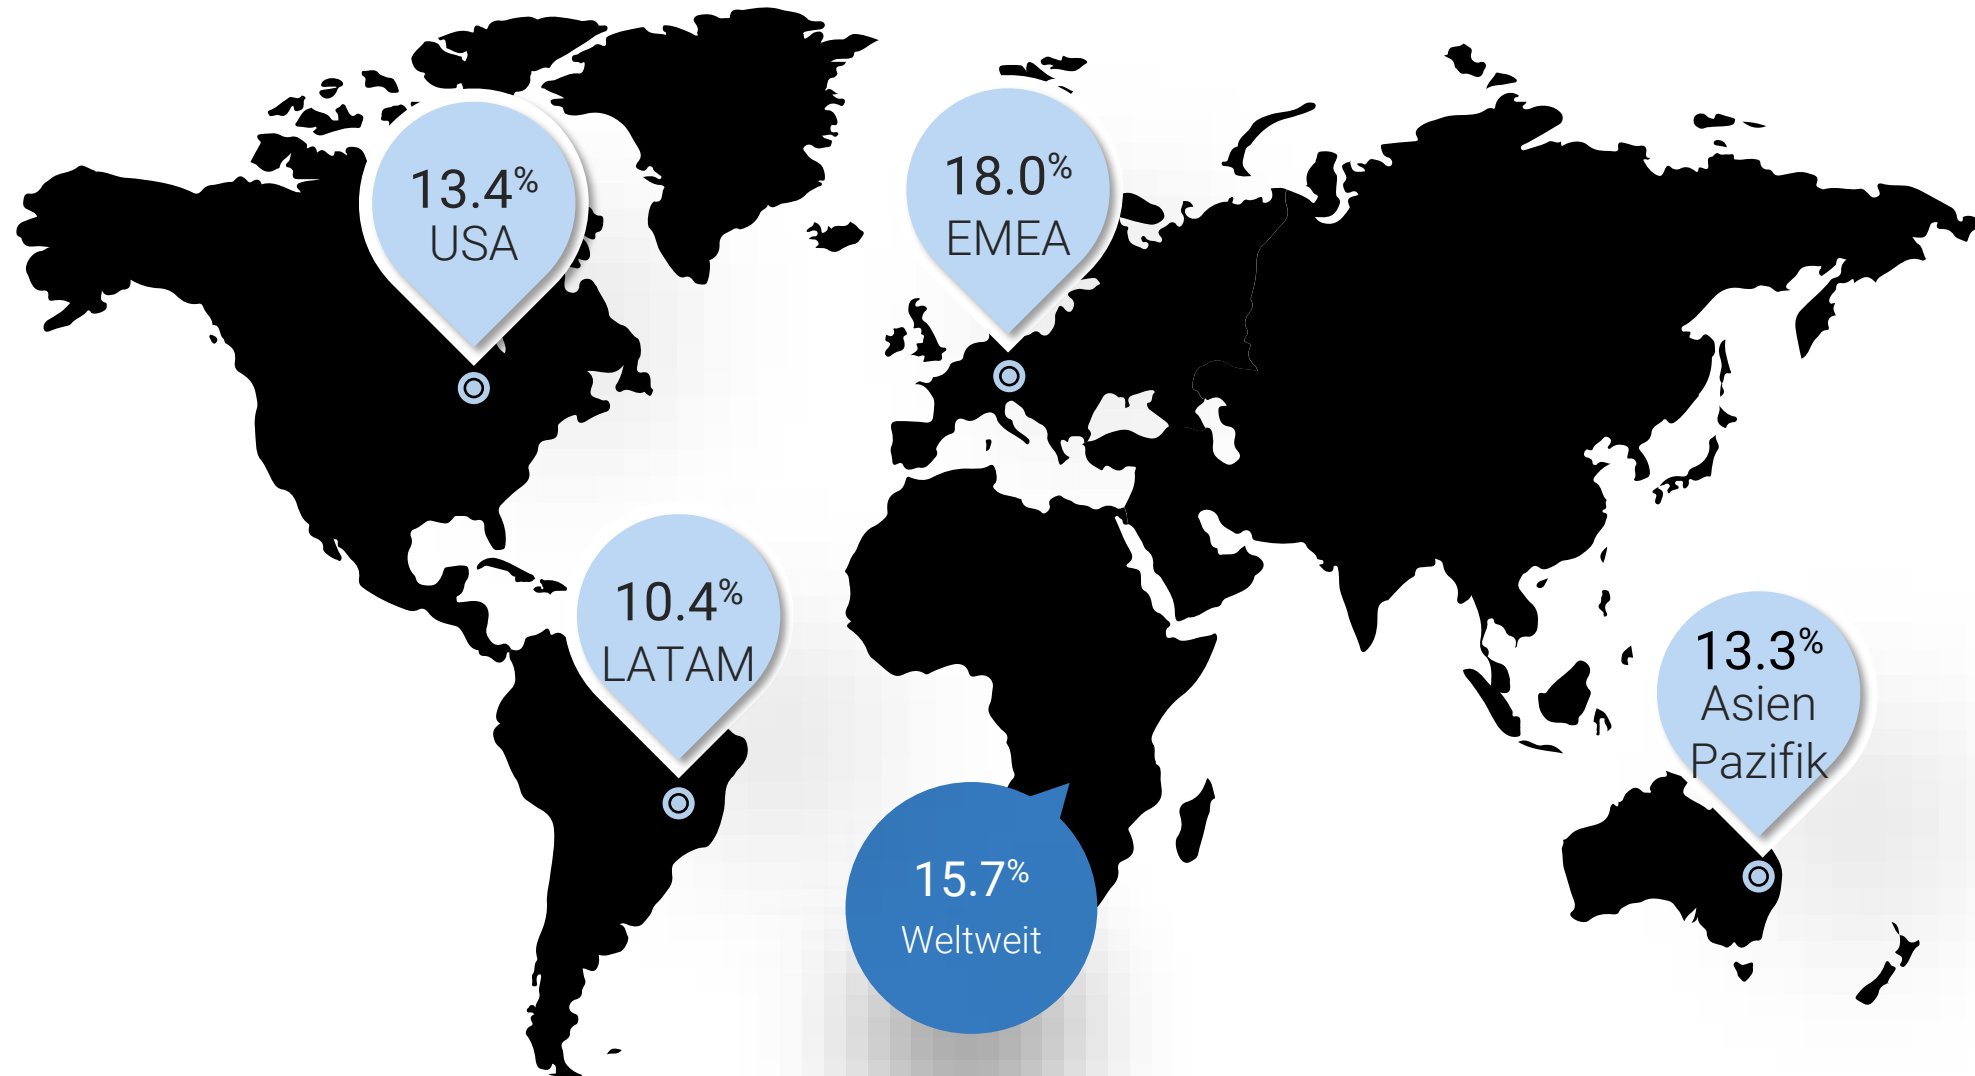 13.4%
USA
18.0%
EMEA
10.4%
LATAM
13.3%
Asien
Pazifik
15.7%
Weltweit